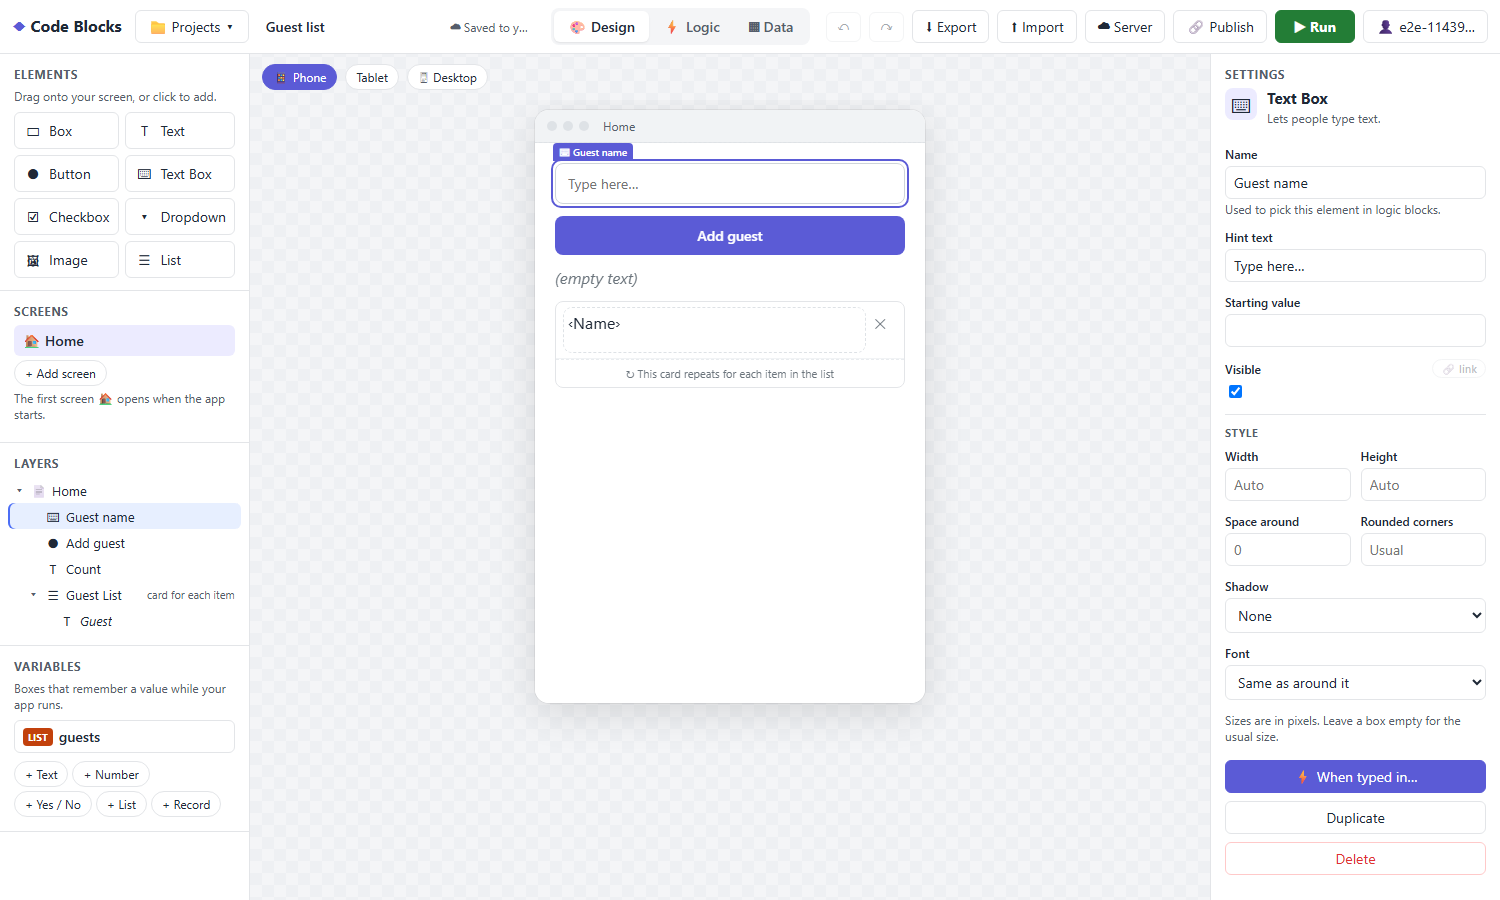 Code Blocks
Projects
Guest list
Saved to y...
Design
Logic
Data
Export
Import
Server
Publish
Run
e2e-11439...
ELEMENTS
Drag onto your screen, or click to add.
Box
T Text
Button
Text Box
Checkbox
Dropdown
Image
List
SCREENS
Home
+ Add screen
The first screen opens when the app
starts.
LAYERS
Home
Guest name
Add guest
T Count
Guest List card for each item
T Guest
VARIABLES
Boxes that remember a value while your
app runs.
LIST guests
+ Text
+ Number
+ Yes / No
+ List
+ Record
Phone
Tablet
Desktop
Home
Guest name
Type here...
Add guest
(empty text)
‹Name›
↻ This card repeats for each item in the list
SETTINGS
Text Box
Lets people type text.
Name
Guest name
Used to pick this element in logic blocks.
Hint text
Type here...
Starting value
Visible
link
STYLE
Width
Height
Auto
Auto
Space around
Rounded corners
0
Usual
Shadow
None
Font
Same as around it
Sizes are in pixels. Leave a box empty for the
usual size.
When typed in...
Duplicate
Delete